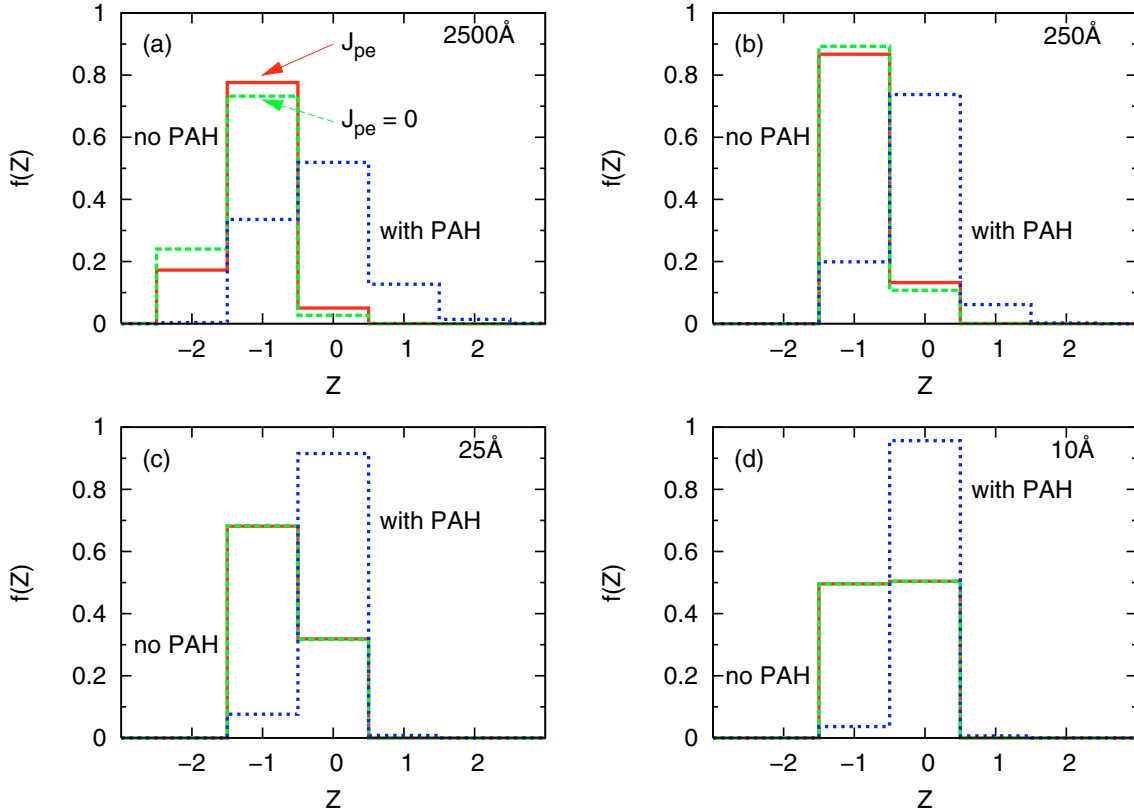 (a) 2500Å
J_pe
J_pe = 0
no PAH
with PAH
f(Z)
0 0.2 0.4 0.6 0.8 1
−2 −1 0 1 2
Z
(b) 250Å
no PAH
with PAH
f(Z)
0 0.2 0.4 0.6 0.8 1
−2 −1 0 1 2
Z
(c) 25Å
with PAH
no PAH
f(Z)
0 0.2 0.4 0.6 0.8 1
−2 −1 0 1 2
Z
(d) 10Å
with PAH
no PAH
f(Z)
0 0.2 0.4 0.6 0.8 1
−2 −1 0 1 2
Z